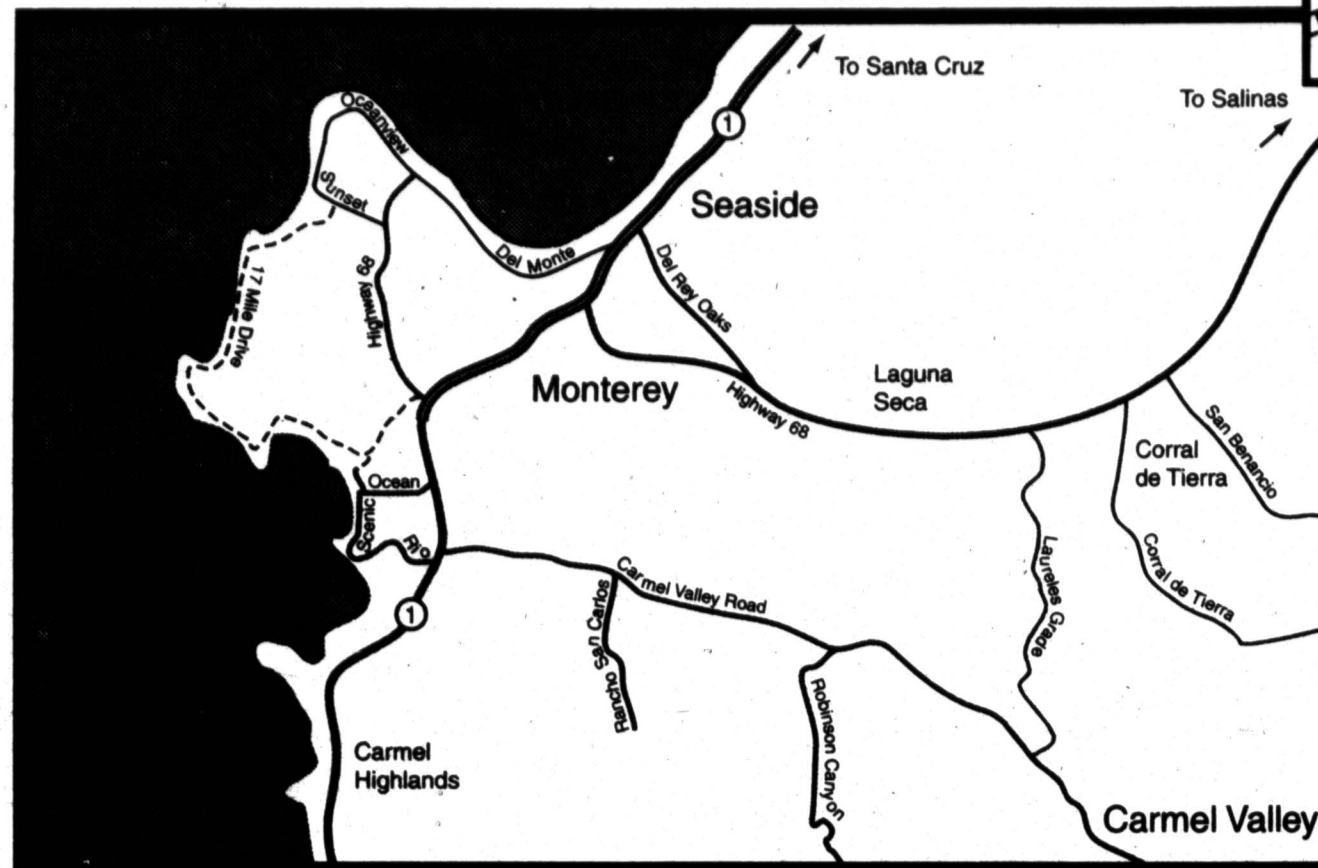 To Santa Cruz
To Salinas
Oceanview
1
Sunset
Seaside
Del Monte
Del Rey Oaks
17 Mile Drive
Highway 68
Monterey
Highway 68
Laguna
Seca
San Benancio
Corral
de Tierra
Ocean
Scenic
Rio
Corral de Tierra
Laureles Grade
Carmel Valley Road
1
Rancho San Carlos
Robinson Canyon
Carmel
Highlands
Carmel Valley